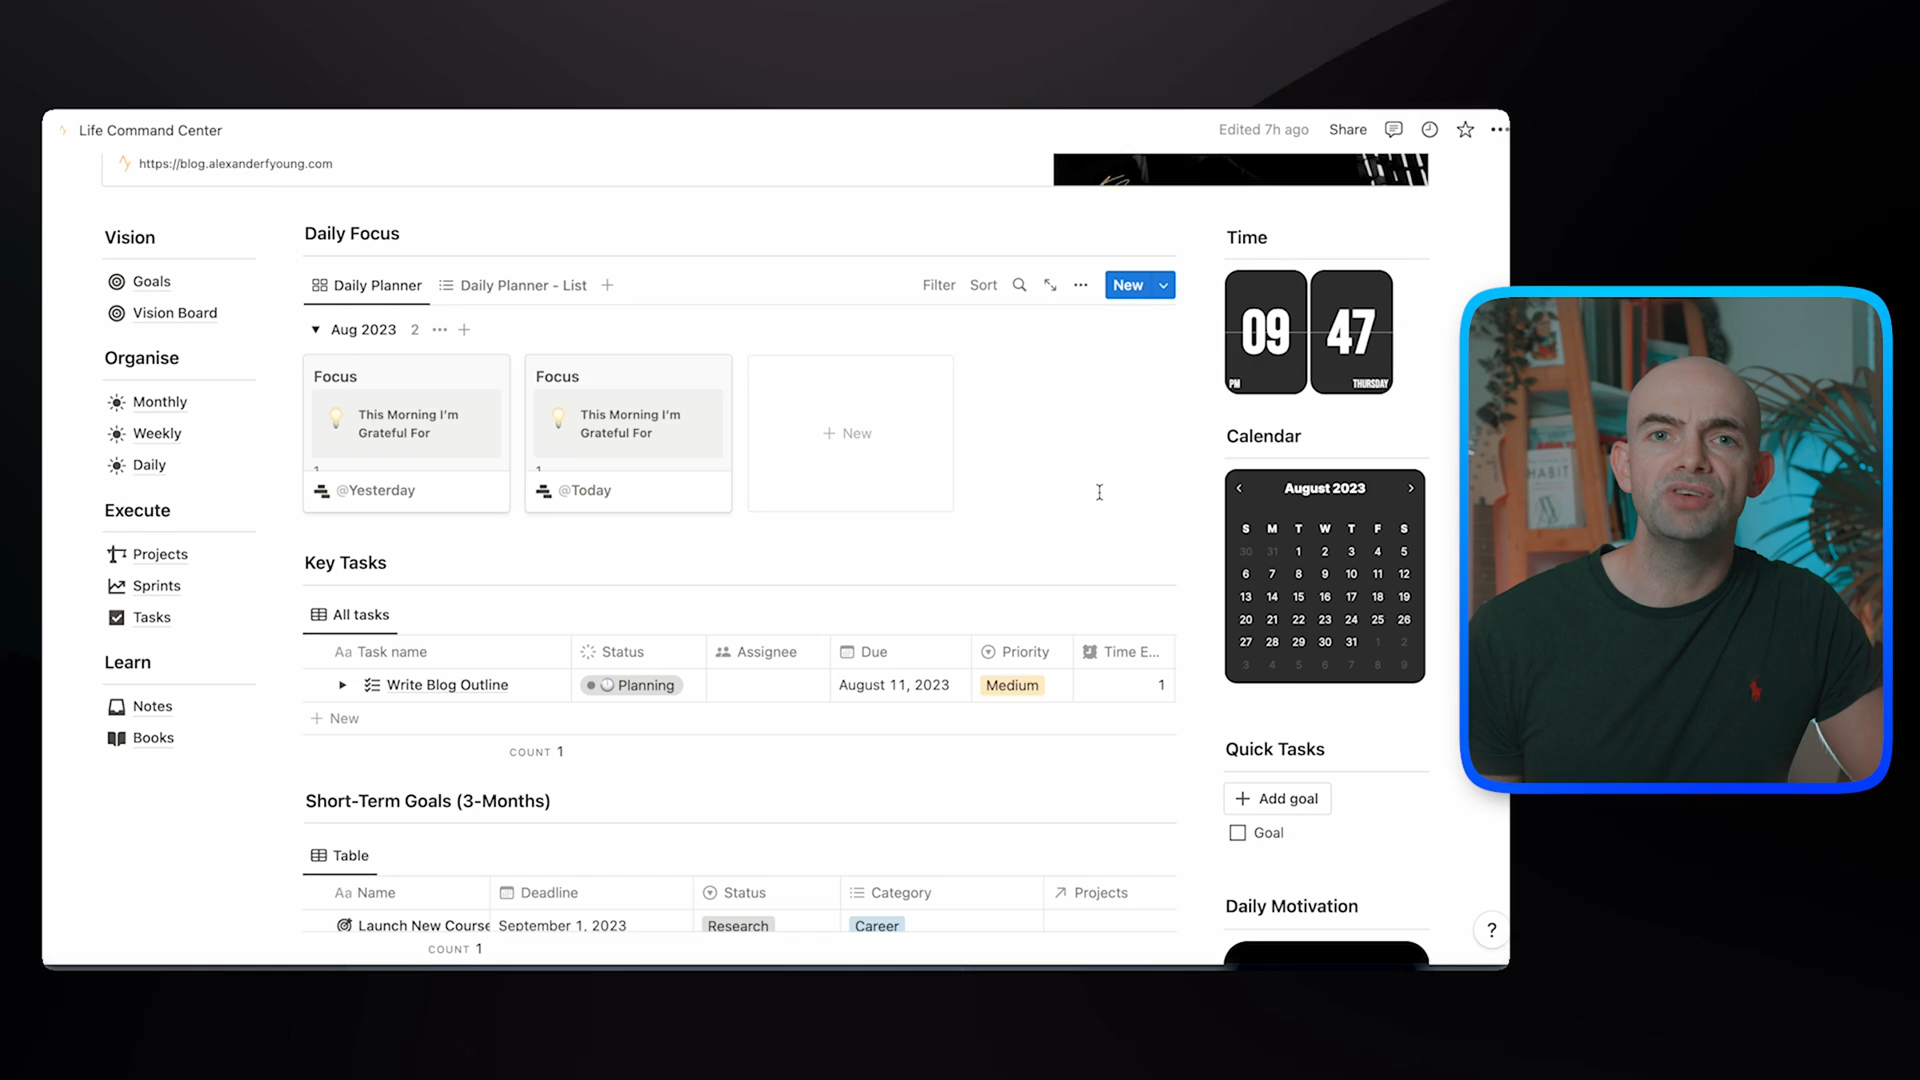 Life Command Center
Edited 7h ago Share
https://blog.alexanderfyoung.com
Vision
Goals
Vision Board
Organise
Monthly
Weekly
Daily
Execute
Projects
Sprints
Tasks
Learn
Notes
Books
Daily Focus
Daily Planner Daily Planner - List
Filter Sort New
Aug 2023 2
Focus
This Morning I'm
Grateful For
1
@Yesterday
Focus
This Morning I'm
Grateful For
1
@Today
+ New
Key Tasks
All tasks
Aa Task name Status Assignee Due Priority Time E...
Write Blog Outline Planning August 11, 2023 Medium 1
+ New
COUNT 1
Short-Term Goals (3-Months)
Table
Aa Name Deadline Status Category Projects
Launch New Course September 1, 2023 Research Career
COUNT 1
Time
09 47
PM THURSDAY
Calendar
August 2023
S M T W T F S
30 31 1 2 3 4 5
6 7 8 9 10 11 12
13 14 15 16 17 18 19
20 21 22 23 24 25 26
27 28 29 30 31 1 2
3 4 5 6 7 8 9
Quick Tasks
+ Add goal
Goal
Daily Motivation
?
HABIT